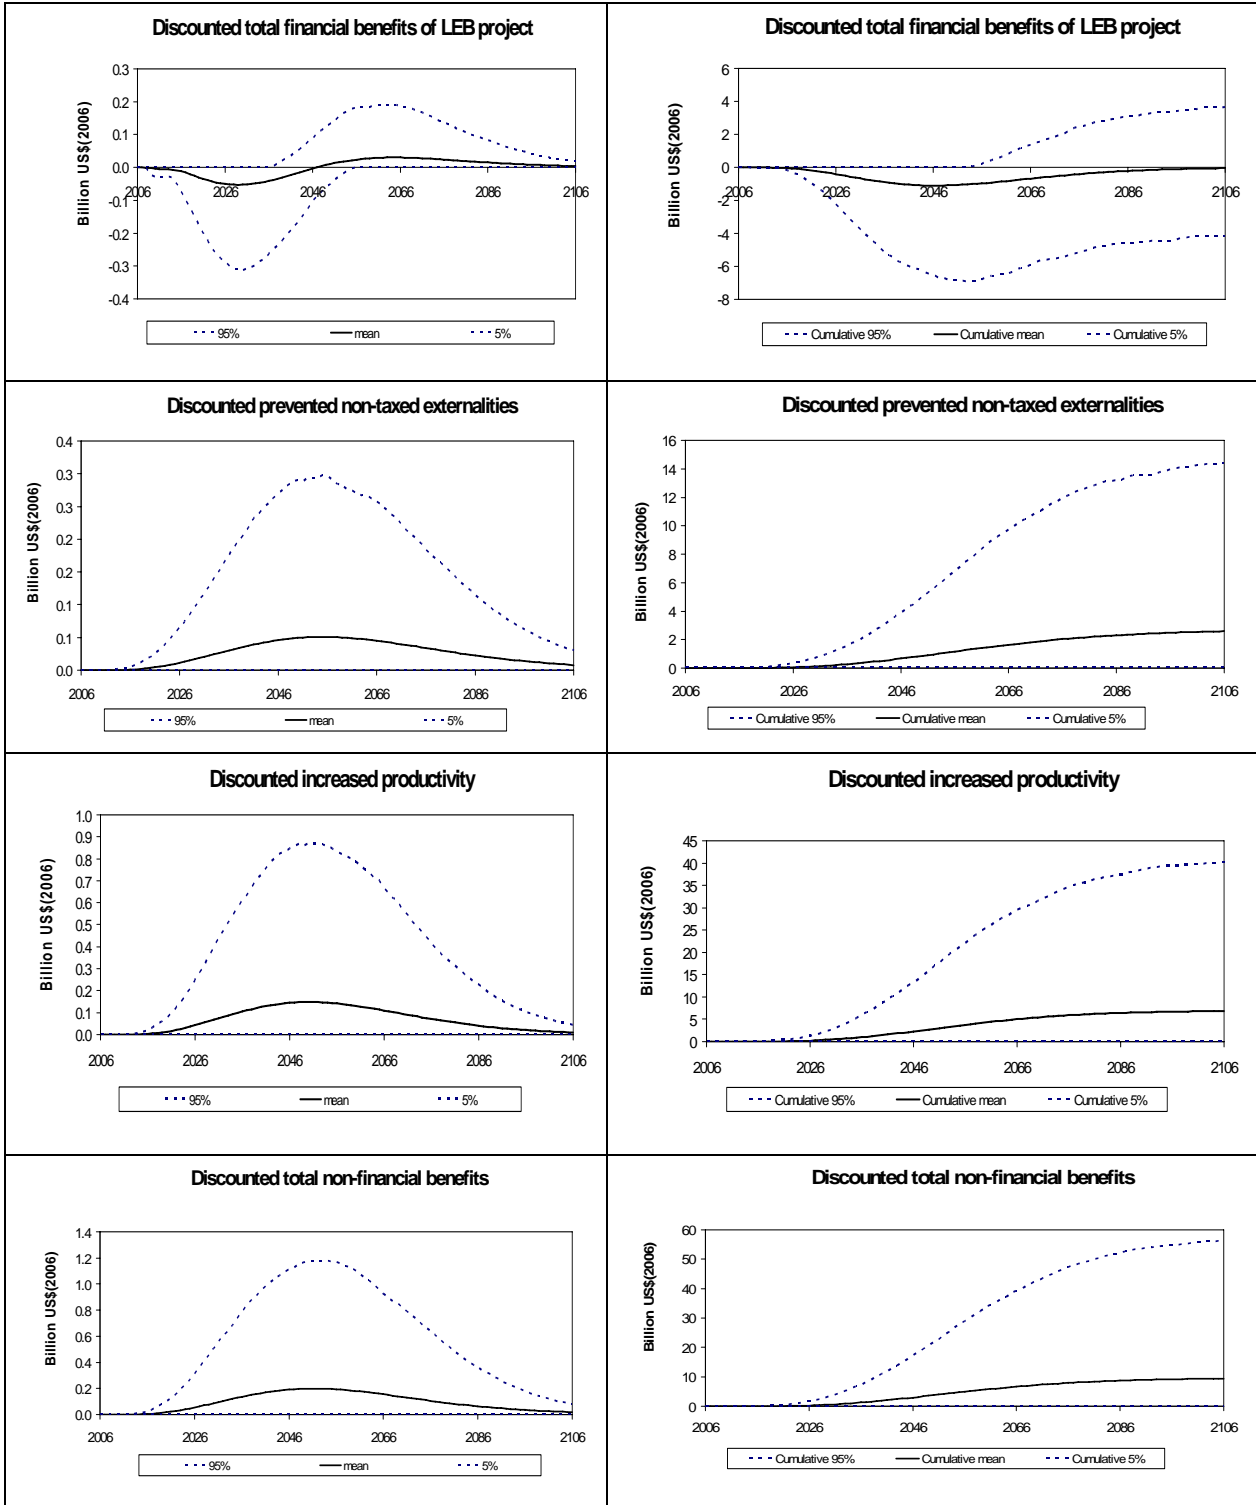 Discounted total financial benefits of LEB project
Billion US$(2006)
0.3
0.2
0.1
0.0
-0.1
-0.2
-0.3
-0.4
2006 2026 2046 2066 2086 2106
95% mean 5%
Discounted total financial benefits of LEB project
Billion US$(2006)
6
4
2
0
-2
-4
-6
-8
2006 2026 2046 2066 2086 2106
Cumulative 95% Cumulative mean Cumulative 5%
Discounted prevented non-taxed externalities
Billion US$(2006)
0.4
0.3
0.3
0.2
0.2
0.1
0.1
0.0
2006 2026 2046 2066 2086 2106
95% mean 5%
Discounted prevented non-taxed externalities
Billion US$(2006)
16
14
12
10
8
6
4
2
0
2006 2026 2046 2066 2086 2106
Cumulative 95% Cumulative mean Cumulative 5%
Discounted increased productivity
Billion US$(2006)
1.0
0.9
0.8
0.7
0.6
0.5
0.4
0.3
0.2
0.1
0.0
2006 2026 2046 2066 2086 2106
95% mean 5%
Discounted increased productivity
Billion US$(2006)
45
40
35
30
25
20
15
10
5
0
2006 2026 2046 2066 2086 2106
Cumulative 95% Cumulative mean Cumulative 5%
Discounted total non-financial benefits
Billion US$(2006)
1.4
1.2
1.0
0.8
0.6
0.4
0.2
0.0
2006 2026 2046 2066 2086 2106
95% mean 5%
Discounted total non-financial benefits
Billion US$(2006)
60
50
40
30
20
10
0
2006 2026 2046 2066 2086 2106
Cumulative 95% Cumulative mean Cumulative 5%